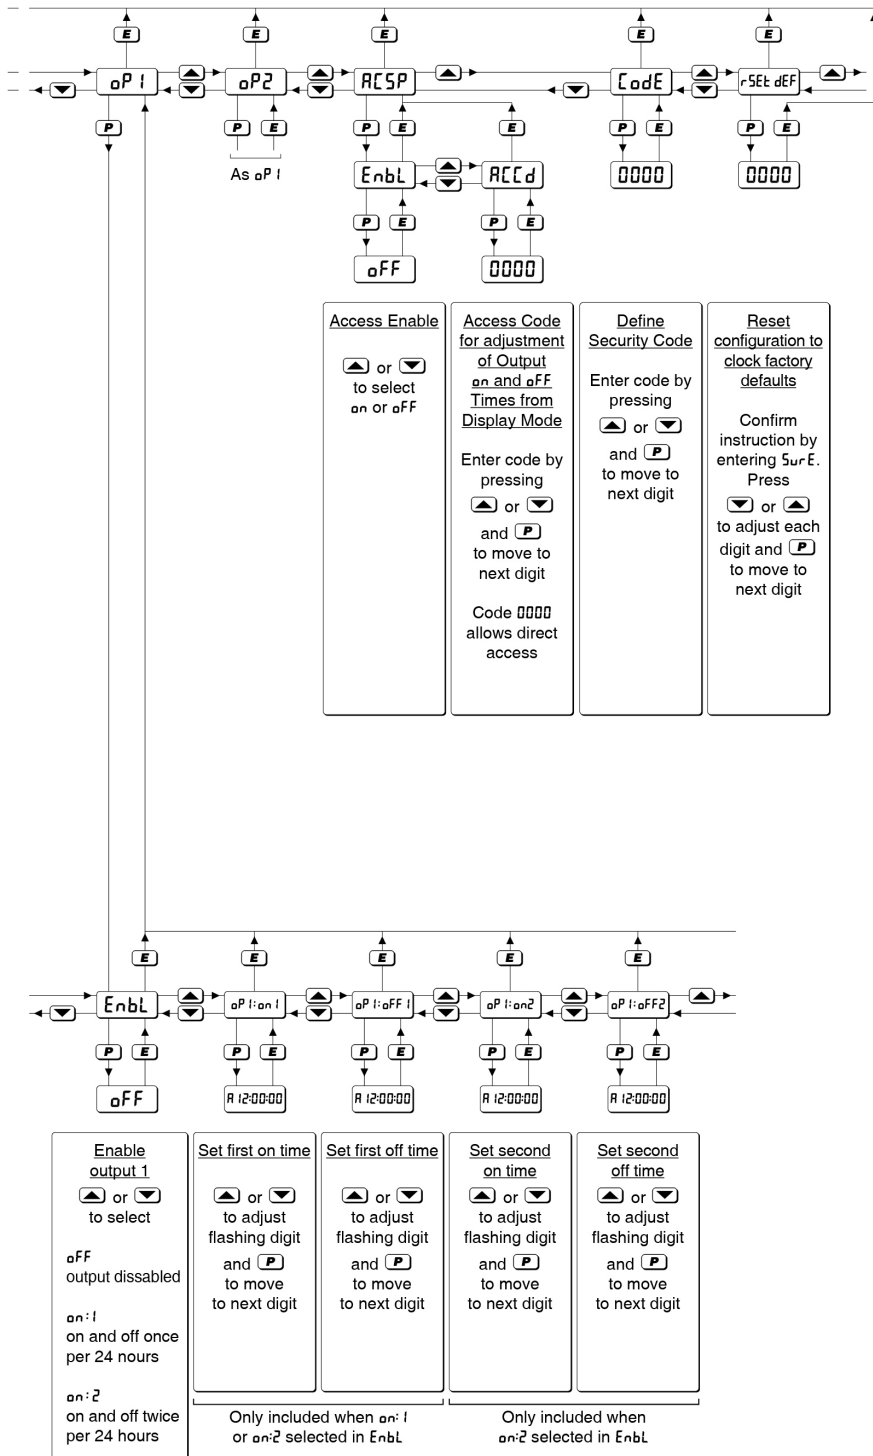 E E E E E
oP1 oP2 ACSP CodE rSEt dEF
P P E P E P E P E
E
As oP1
EnbL ACCd 0000 0000
P E P E
oFF 0000
Access Enable
or
to select
on or oFF
Access Code
for adjustment
of Output
on and oFF
Times from
Display Mode
Enter code by
pressing
or
and P
to move to
next digit
Code 0000
allows direct
access
Define
Security Code
Enter code by
pressing
or
and P
to move to
next digit
Reset
configuration to
clock factory
defaults
Confirm
instruction by
entering SurE.
Press
or
to adjust each
digit and P
to move to
next digit
E E E E E
EnbL oP1:on1 oP1:oFF1 oP1:on2 oP1:oFF2
P E P E P E P E P E
oFF A 12:00:00 A 12:00:00 A 12:00:00 A 12:00:00
Enable
output 1
or
to select
oFF
output dissabled
on:1
on and off once
per 24 nours
on:2
on and off twice
per 24 hours
Set first on time
or
to adjust
flashing digit
and P
to move
to next digit
Set first off time
or
to adjust
flashing digit
and P
to move
to next digit
Set second
on time
or
to adjust
flashing digit
and P
to move
to next digit
Set second
off time
or
to adjust
flashing digit
and P
to move
to next digit
Only included when on:1
or on:2 selected in EnbL
Only included when
on:2 selected in EnbL